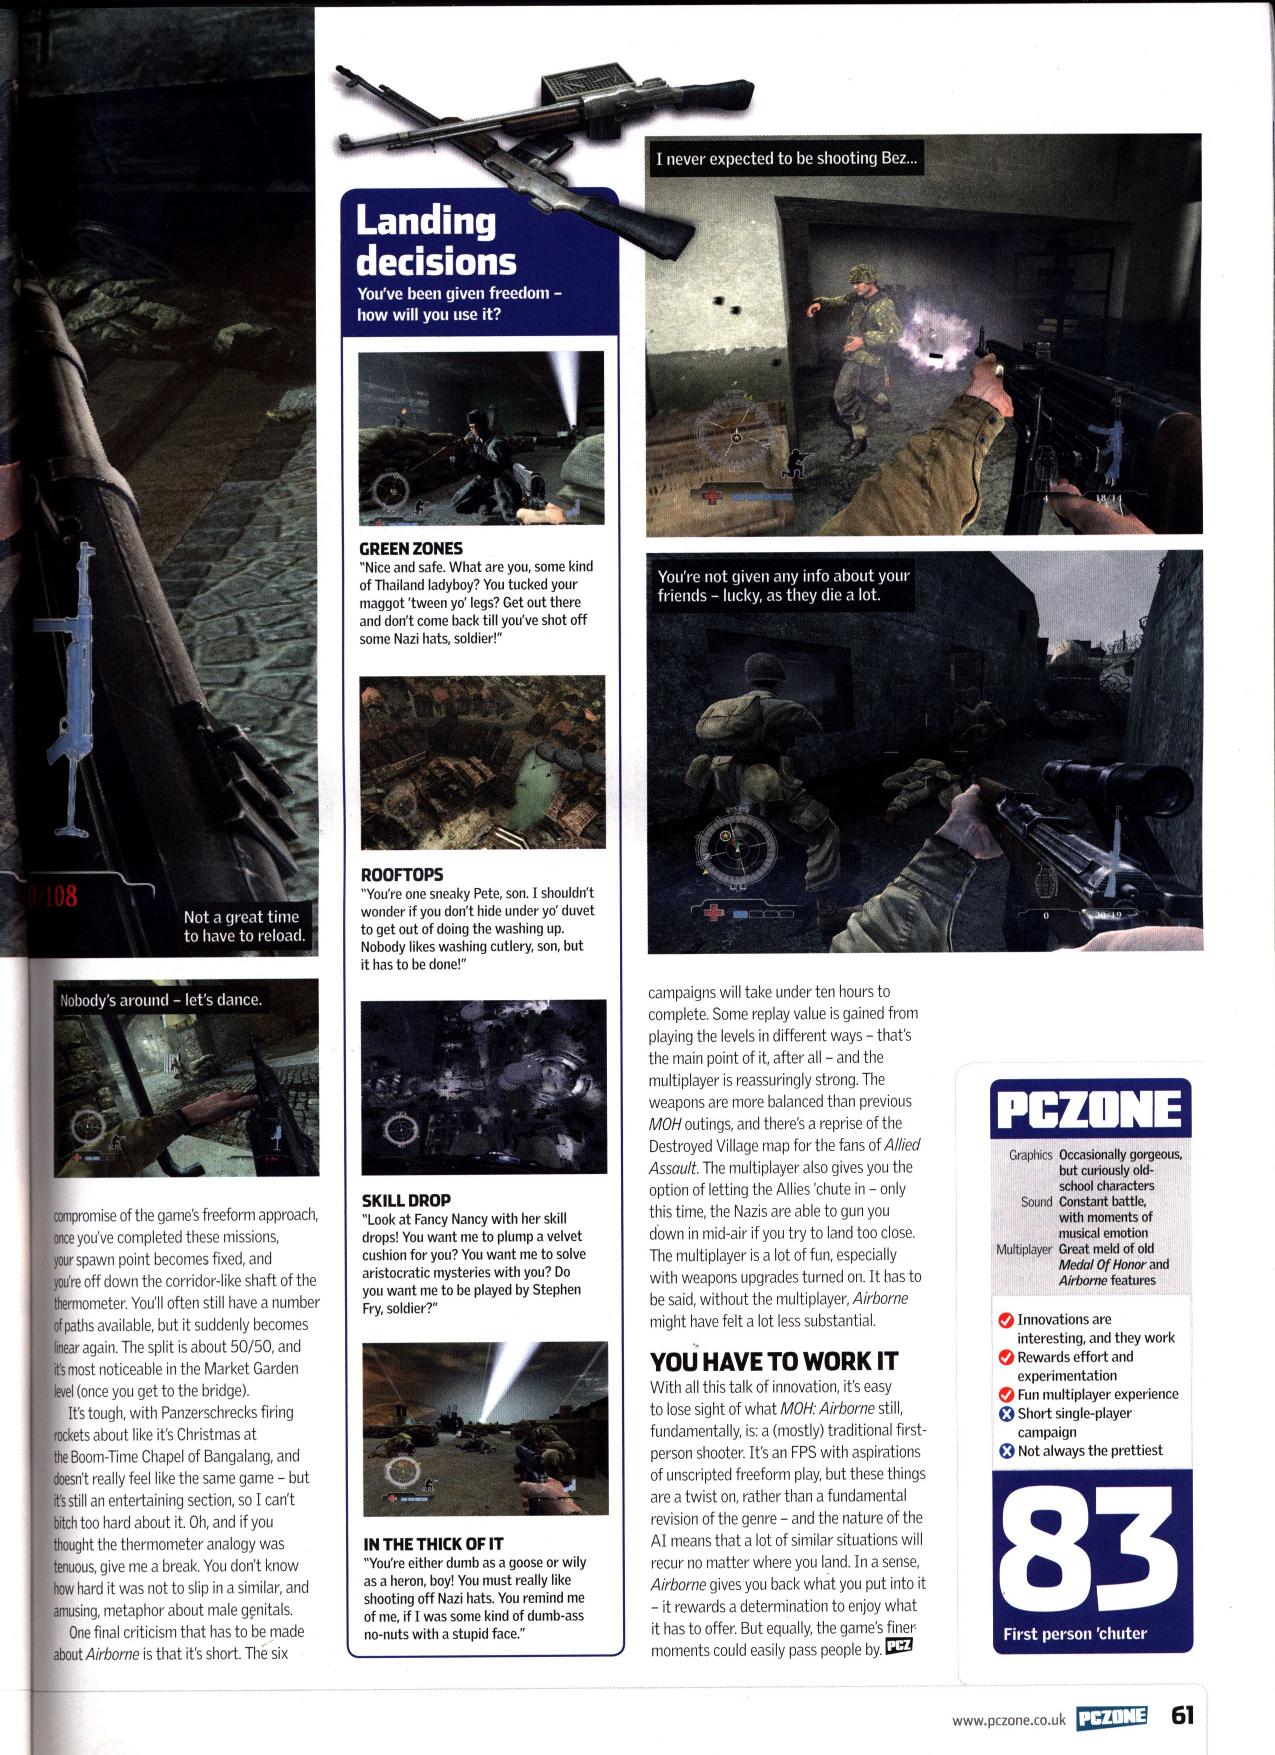 0/108
Not a great time
to have to reload.
Nobody's around – let's dance.
compromise of the game's freeform approach,
once you've completed these missions,
your spawn point becomes fixed, and
you're off down the corridor-like shaft of the
thermometer. You'll often still have a number
of paths available, but it suddenly becomes
linear again. The split is about 50/50, and
it's most noticeable in the Market Garden
level (once you get to the bridge).
It's tough, with Panzerschrecks firing
rockets about like it's Christmas at
the Boom-Time Chapel of Bangalang, and
doesn't really feel like the same game – but
it's still an entertaining section, so I can't
bitch too hard about it. Oh, and if you
thought the thermometer analogy was
tenuous, give me a break. You don't know
how hard it was not to slip in a similar, and
amusing, metaphor about male genitals.
One final criticism that has to be made
about Airborne is that it's short. The six
Landing
decisions
You've been given freedom –
how will you use it?
GREEN ZONES
"Nice and safe. What are you, some kind
of Thailand ladyboy? You tucked your
maggot 'tween yo' legs? Get out there
and don't come back till you've shot off
some Nazi hats, soldier!"
ROOFTOPS
"You're one sneaky Pete, son. I shouldn't
wonder if you don't hide under yo' duvet
to get out of doing the washing up.
Nobody likes washing cutlery, son, but
it has to be done!"
SKILL DROP
"Look at Fancy Nancy with her skill
drops! You want me to plump a velvet
cushion for you? You want me to solve
aristocratic mysteries with you? Do
you want me to be played by Stephen
Fry, soldier?"
IN THE THICK OF IT
"You're either dumb as a goose or wily
as a heron, boy! You must really like
shooting off Nazi hats. You remind me
of me, if I was some kind of dumb-ass
no-nuts with a stupid face."
I never expected to be shooting Bez...
4 18/14
You're not given any info about your
friends – lucky, as they die a lot.
0
campaigns will take under ten hours to
complete. Some replay value is gained from
playing the levels in different ways – that's
the main point of it, after all – and the
multiplayer is reassuringly strong. The
weapons are more balanced than previous
MOH outings, and there's a reprise of the
Destroyed Village map for the fans of Allied
Assault. The multiplayer also gives you the
option of letting the Allies 'chute in – only
this time, the Nazis are able to gun you
down in mid-air if you try to land too close.
The multiplayer is a lot of fun, especially
with weapons upgrades turned on. It has to
be said, without the multiplayer, Airborne
might have felt a lot less substantial.
YOU HAVE TO WORK IT
With all this talk of innovation, it's easy
to lose sight of what MOH: Airborne still,
fundamentally, is: a (mostly) traditional first-
person shooter. It's an FPS with aspirations
of unscripted freeform play, but these things
are a twist on, rather than a fundamental
revision of the genre – and the nature of the
AI means that a lot of similar situations will
recur no matter where you land. In a sense,
Airborne gives you back what you put into it
– it rewards a determination to enjoy what
it has to offer. But equally, the game's finer
moments could easily pass people by. PCZ
PCZONE
Graphics Occasionally gorgeous,
but curiously old-
school characters
Sound Constant battle,
with moments of
musical emotion
Multiplayer Great meld of old
Medal Of Honor and
Airborne features
Innovations are
interesting, and they work
Rewards effort and
experimentation
Fun multiplayer experience
Short single-player
campaign
Not always the prettiest
83
First person 'chuter
www.pczone.co.uk PCZONE 61